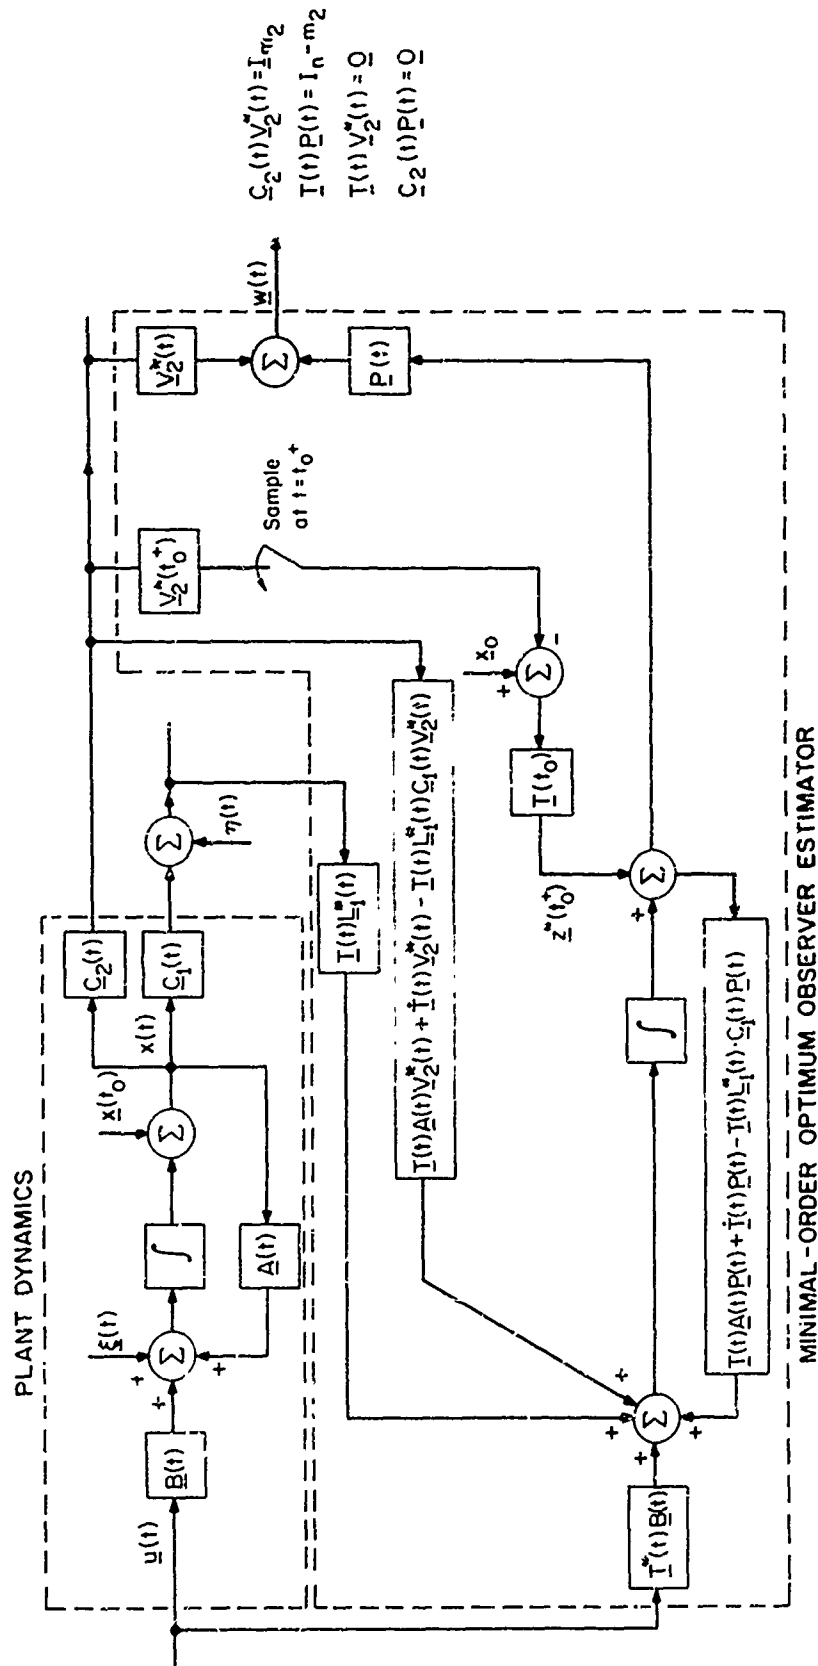 PLANT DYNAMICS
u(t)
B(t)
+
+
+
Σ
ξ(t)
∫
A(t)
Σ
x(t₀)
x(t)
C₂(t)
C₁(t)
Σ
η(t)
V₂*(t₀⁺)
Sample
at t=t₀⁺
V₂*(t)
Σ
w(t)
P(t)
C₂(t)V₂*(t)=Iₘ₂
T(t)P(t)=Iₙ-m₂
T(t)V₂*(t)=0
C₂(t)P(t)=0
T(t)L₁*(t)
T(t)A(t)V₂*(t)+Ṫ(t)V₂*(t)-T(t)L₁*(t)C₁(t)V₂*(t)
x₀
+
-
Σ
T(t₀)
z*(t₀⁺)
T*(t)B(t)
+
+
+
+
Σ
∫
+
Σ
T(t)A(t)P(t)+Ṫ(t)P(t)-T(t)L₁*(t)·C₁(t)P(t)
MINIMAL-ORDER OPTIMUM OBSERVER ESTIMATOR